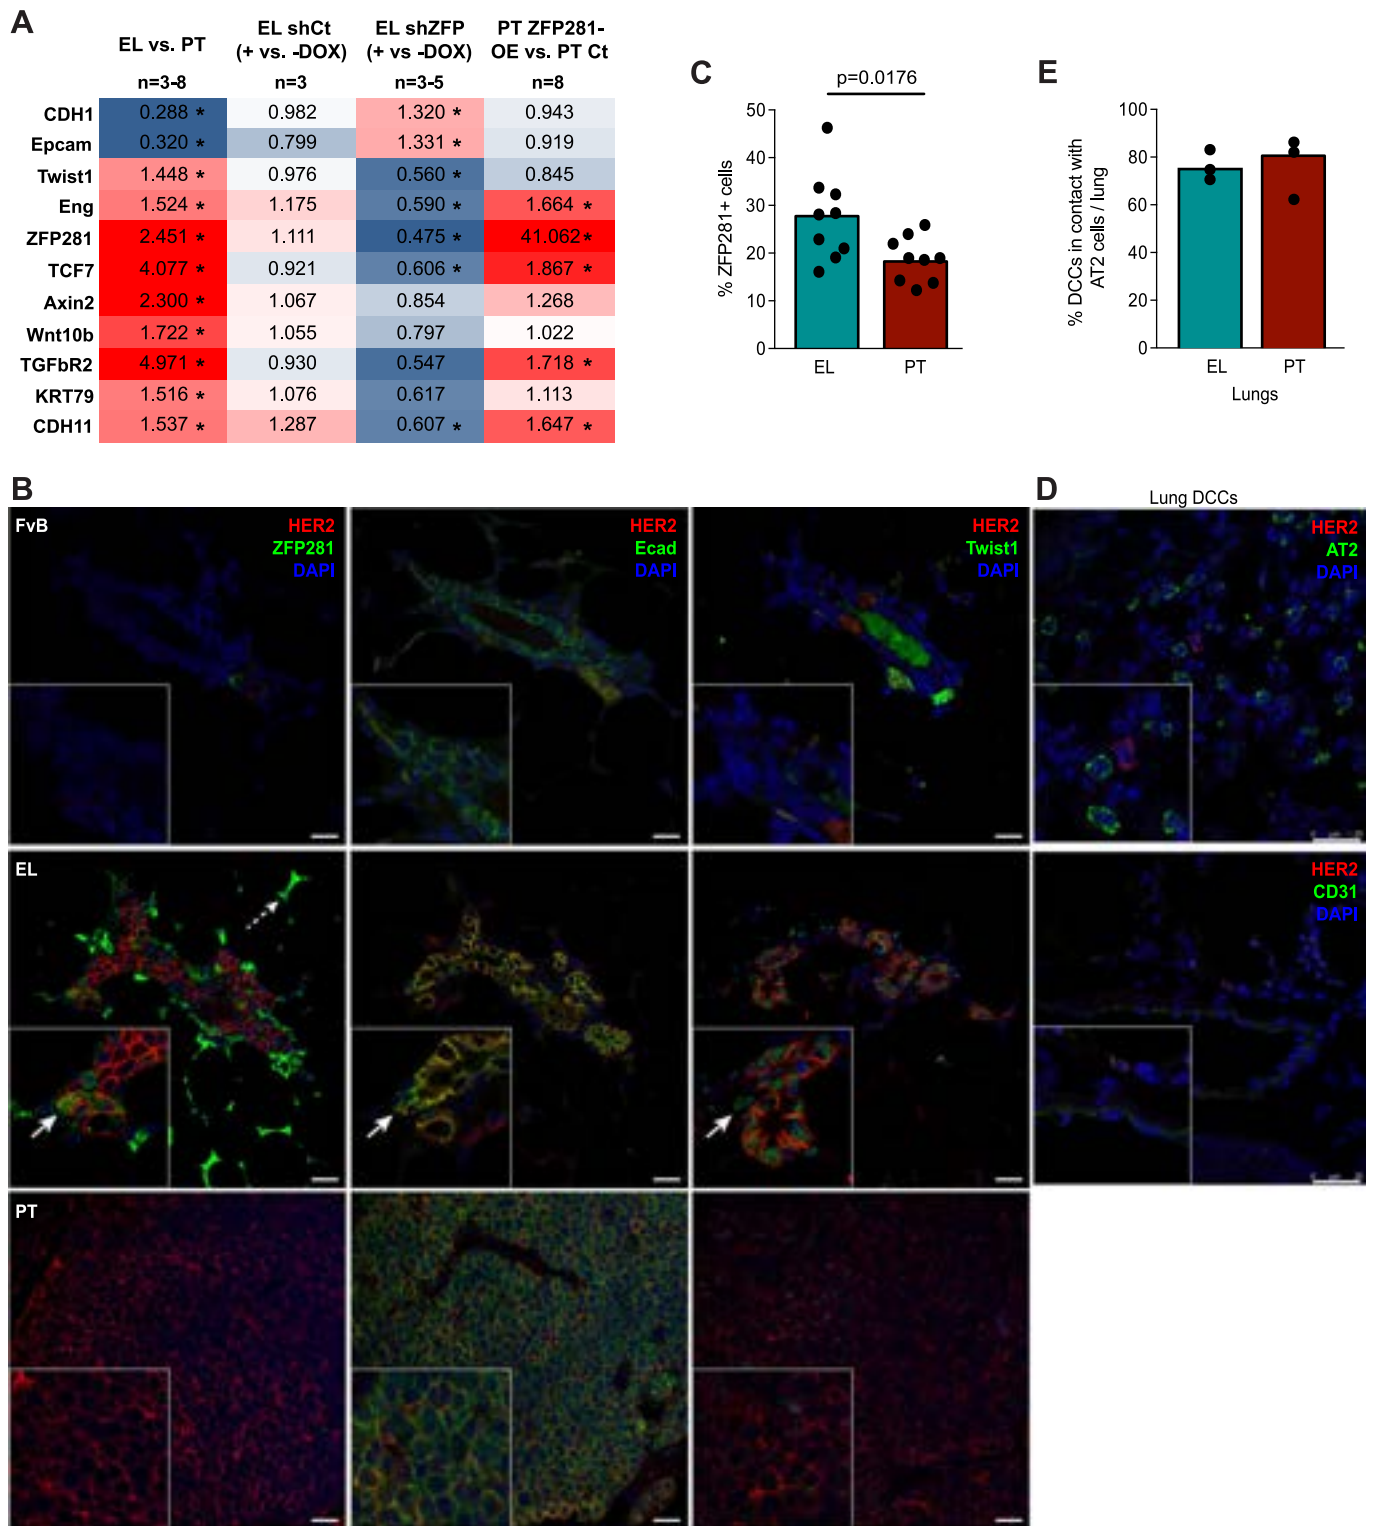 A
EL vs. PT
EL shCt
(+ vs. -DOX)
EL shZFP
(+ vs -DOX)
PT ZFP281-
OE vs. PT Ct
n=3-8 n=3 n=3-5 n=8
CDH1 0.288 * 0.982 1.320 * 0.943
Epcam 0.320 * 0.799 1.331 * 0.919
Twist1 1.448 * 0.976 0.560 * 0.845
Eng 1.524 * 1.175 0.590 * 1.664 *
ZFP281 2.451 * 1.111 0.475 * 41.062 *
TCF7 4.077 * 0.921 0.606 * 1.867 *
Axin2 2.300 * 1.067 0.854 1.268
Wnt10b 1.722 * 1.055 0.797 1.022
TGFbR2 4.971 * 0.930 0.547 1.718 *
KRT79 1.516 * 1.076 0.617 1.113
CDH11 1.537 * 1.287 0.607 * 1.647 *
C
p=0.0176
% ZFP281+ cells
50
40
30
20
10
0
EL PT
E
% DCCs in contact with
AT2 cells / lung
100
80
60
40
20
0
EL PT
Lungs
B
FvB
HER2
ZFP281
DAPI
HER2
Ecad
DAPI
HER2
Twist1
DAPI
EL
PT
D
Lung DCCs
HER2
AT2
DAPI
HER2
CD31
DAPI